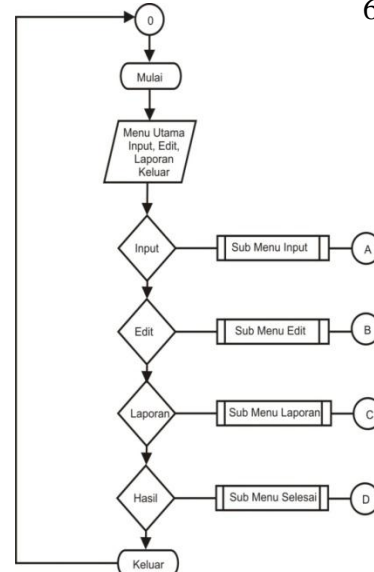 6
0
Mulai
Menu Utama
Input, Edit,
Laporan
Keluar
Input
Sub Menu Input
A
Edit
Sub Menu Edit
B
Laporan
Sub Menu Laporan
C
Hasil
Sub Menu Selesai
D
Keluar